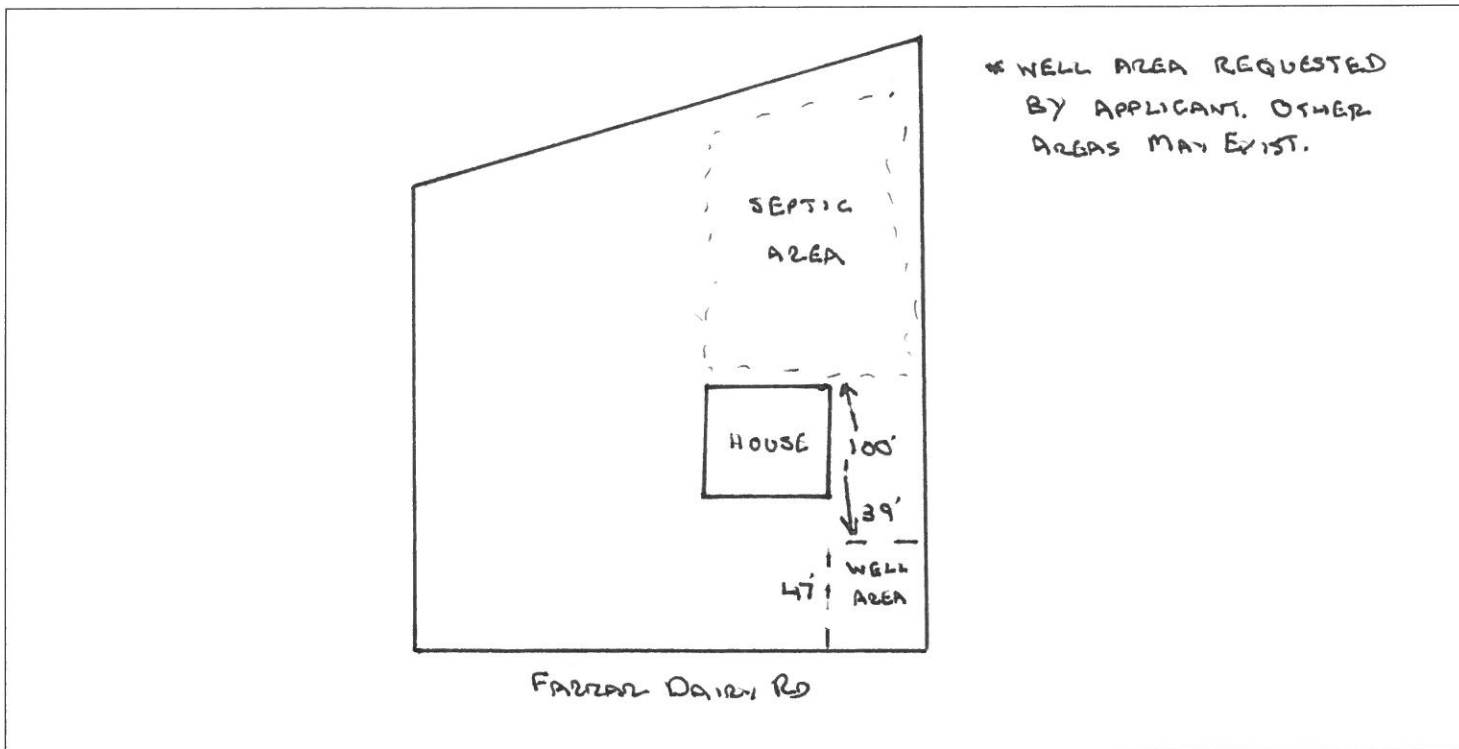 * WELL AREA REQUESTED
BY APPLICANT. OTHER
AREAS MAY EXIST.
SEPTIC
AREA
HOUSE
100'
39'
47'
WELL
AREA
FARRAR DAIRY RD